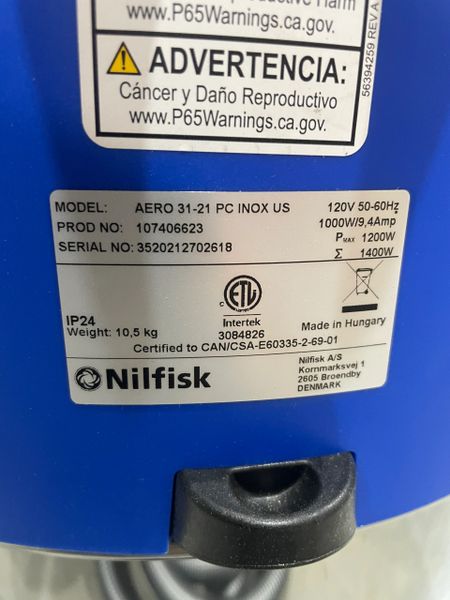 www.P65Warnings.ca.gov.
ADVERTENCIA:
Cáncer y Daño Reproductivo
www.P65Warnings.ca.gov.
56394259 REV.A
MODEL: AERO 31-21 PC INOX US 120V 50-60Hz
PROD NO: 107406623 1000W/9,4Amp
SERIAL NO: 3520212702618 PMAX 1200W
Σ 1400W
C ETL
IP24 Intertek Made in Hungary
Weight: 10,5 kg 3084826
Certified to CAN/CSA-E60335-2-69-01
Nilfisk
Nilfisk A/S
Kornmarksvej 1
2605 Broendby
DENMARK